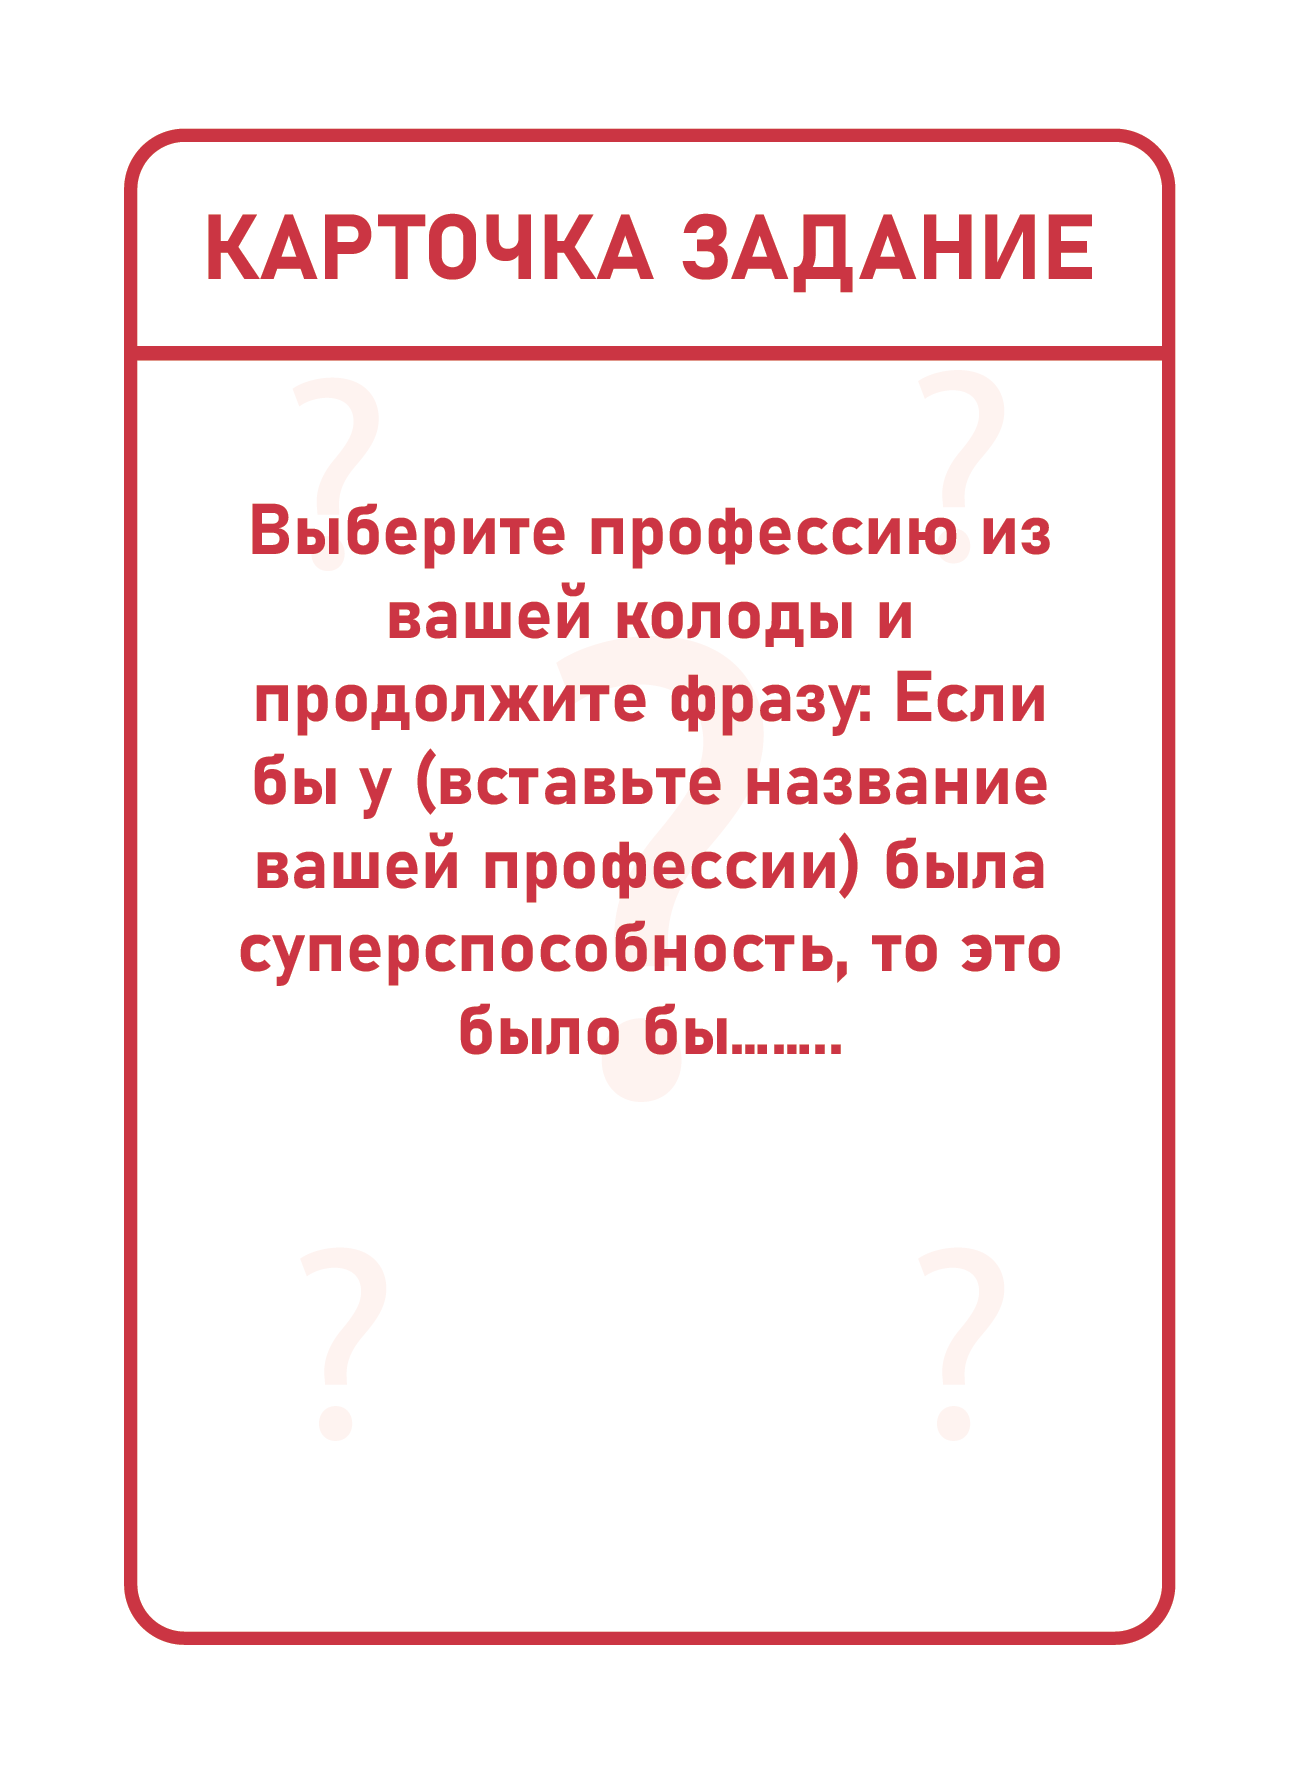 КАРТОЧКА ЗАДАНИЕ
?
?
Выберите профессию из
вашей колоды и
продолжите фразу: Если
бы у (вставьте название
вашей профессии) была
суперспособность, то это
было бы........
?
?
?